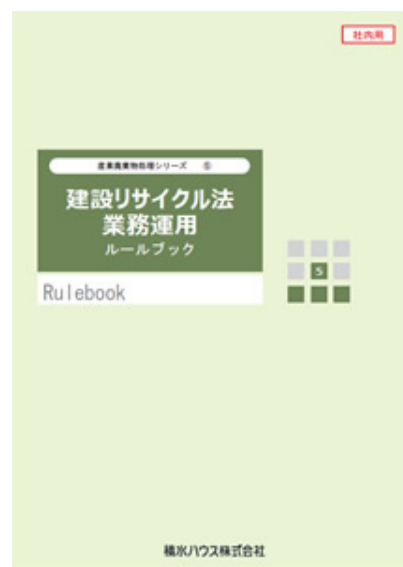 社内用
産業廃棄物処理シリーズ ⑤
建設リサイクル法
業務運用
ルールブック
Rulebook
5
積水ハウス株式会社